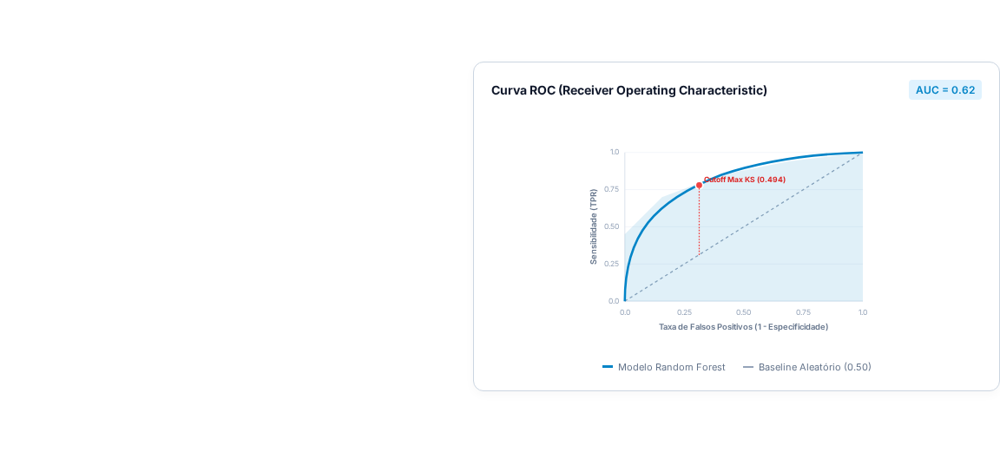 Curva ROC (Receiver Operating Characteristic)
AUC = 0.62
1.0
0.75
0.50
0.25
0.0
Sensibilidade (TPR)
Cutoff Max KS (0.494)
0.0 0.25 0.50 0.75 1.0
Taxa de Falsos Positivos (1 - Especificidade)
Modelo Random Forest
Baseline Aleatório (0.50)